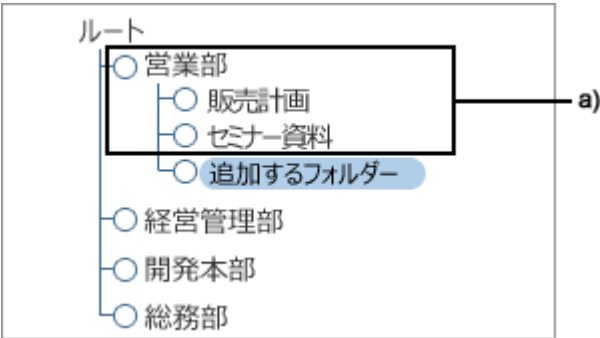 ルート
営業部
販売計画
セミナー資料
追加するフォルダー
経営管理部
開発本部
総務部
a)